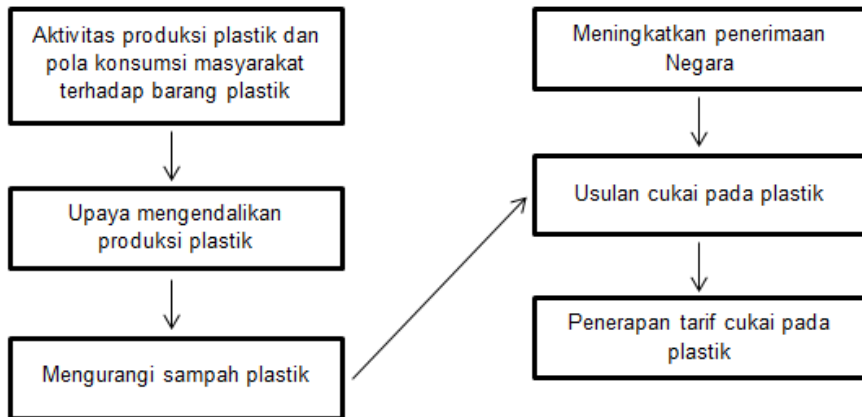 Aktivitas produksi plastik dan
pola konsumsi masyarakat
terhadap barang plastik
Upaya mengendalikan
produksi plastik
Mengurangi sampah plastik
Meningkatkan penerimaan
Negara
Usulan cukai pada plastik
Penerapan tarif cukai pada
plastik